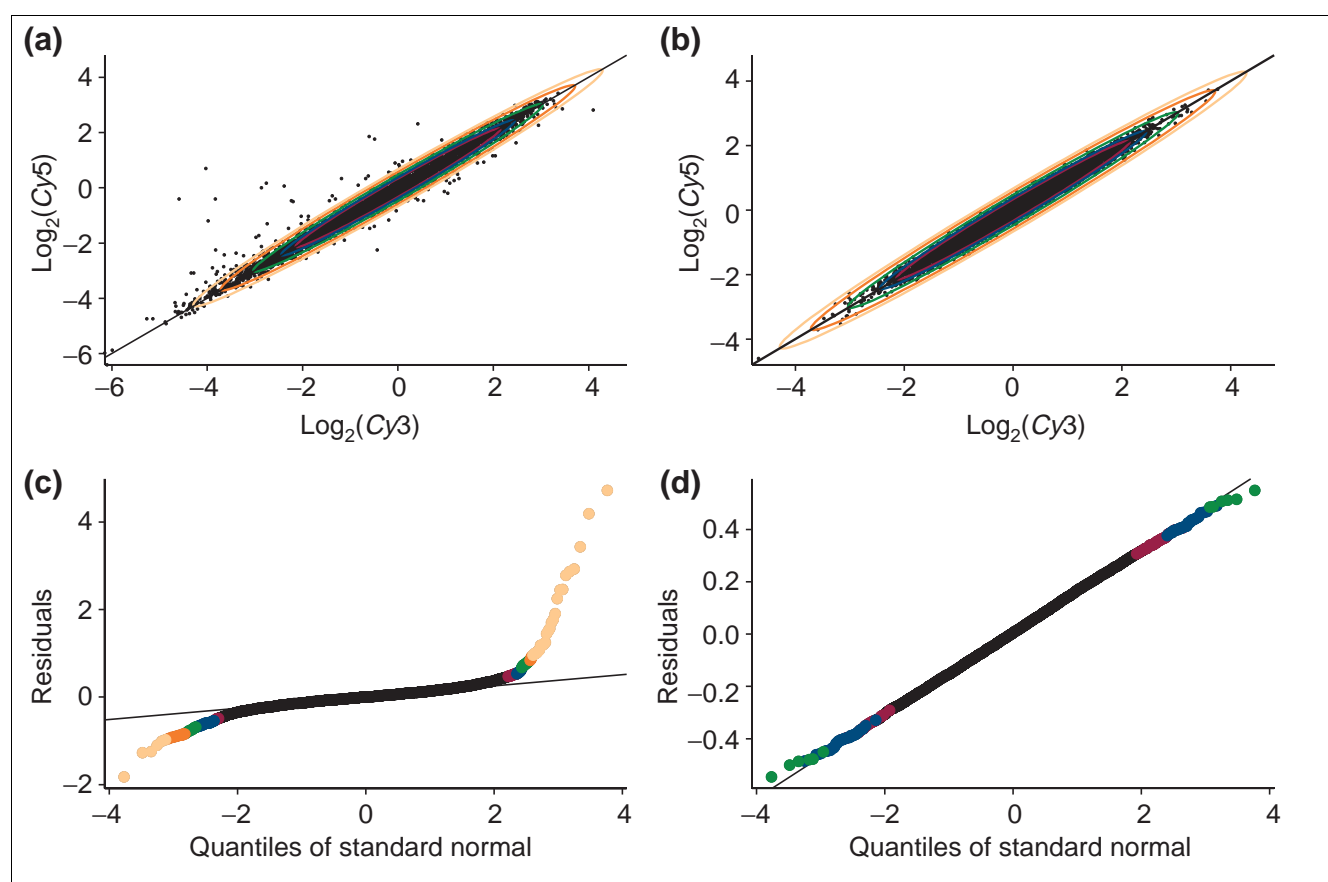 (a)
4
2
0
−2
−4
−6
Log2(Cy5)
−6 −4 −2 0 2 4
Log2(Cy3)
(b)
4
2
0
−2
−4
Log2(Cy5)
−4 −2 0 2 4
Log2(Cy3)
(c)
4
2
0
−2
Residuals
−4 −2 0 2 4
Quantiles of standard normal
(d)
0.4
0.2
0.0
−0.2
−0.4
Residuals
−4 −2 0 2 4
Quantiles of standard normal